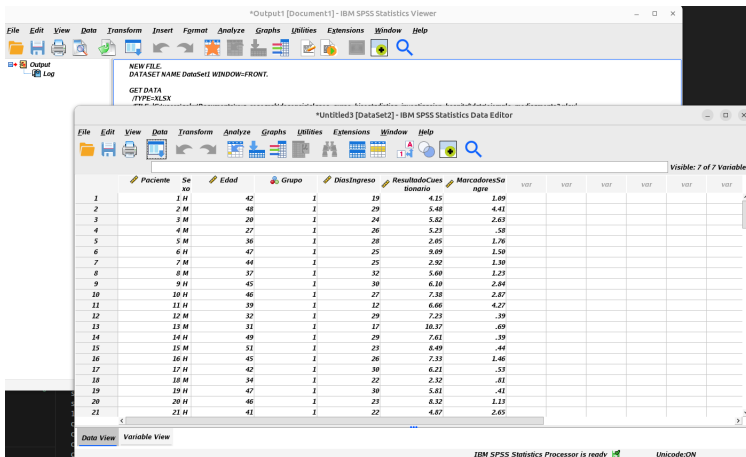 *Output1 [Document1] - IBM SPSS Statistics Viewer
File Edit View Data Transform Insert Format Analyze Graphs Utilities Extensions Window Help
Output
Log
NEW FILE.
DATASET NAME DataSet1 WINDOW=FRONT.
GET DATA
/TYPE=XLSX
*Untitled3 [DataSet2] - IBM SPSS Statistics Data Editor
File Edit View Data Transform Analyze Graphs Utilities Extensions Window Help
Visible: 7 of 7 Variable
Paciente Sexo Edad Grupo DiasIngreso ResultadoCuestionario MarcadoresSangre var var var var var
1 1 H 42 1 19 4.15 1.09
2 2 M 48 1 29 5.48 4.41
3 3 M 20 1 24 5.82 2.63
4 4 M 27 1 26 5.23 .58
5 5 M 36 1 28 2.05 1.76
6 6 H 47 1 25 9.09 1.50
7 7 M 44 1 25 2.92 1.30
8 8 M 37 1 32 5.60 1.23
9 9 H 45 1 30 6.10 2.84
10 10 H 46 1 27 7.38 2.87
11 11 H 39 1 12 6.66 4.27
12 12 M 32 1 29 7.23 .39
13 13 M 31 1 17 10.37 .69
14 14 H 49 1 29 7.61 .39
15 15 M 51 1 23 8.49 .44
16 16 H 45 1 26 7.33 1.46
17 17 H 42 1 30 6.21 .53
18 18 M 34 1 22 2.32 .81
19 19 H 47 1 30 5.81 .41
20 20 H 46 1 23 8.32 1.13
21 21 H 41 1 22 4.87 2.65
Data View Variable View
IBM SPSS Statistics Processor is ready Unicode:ON